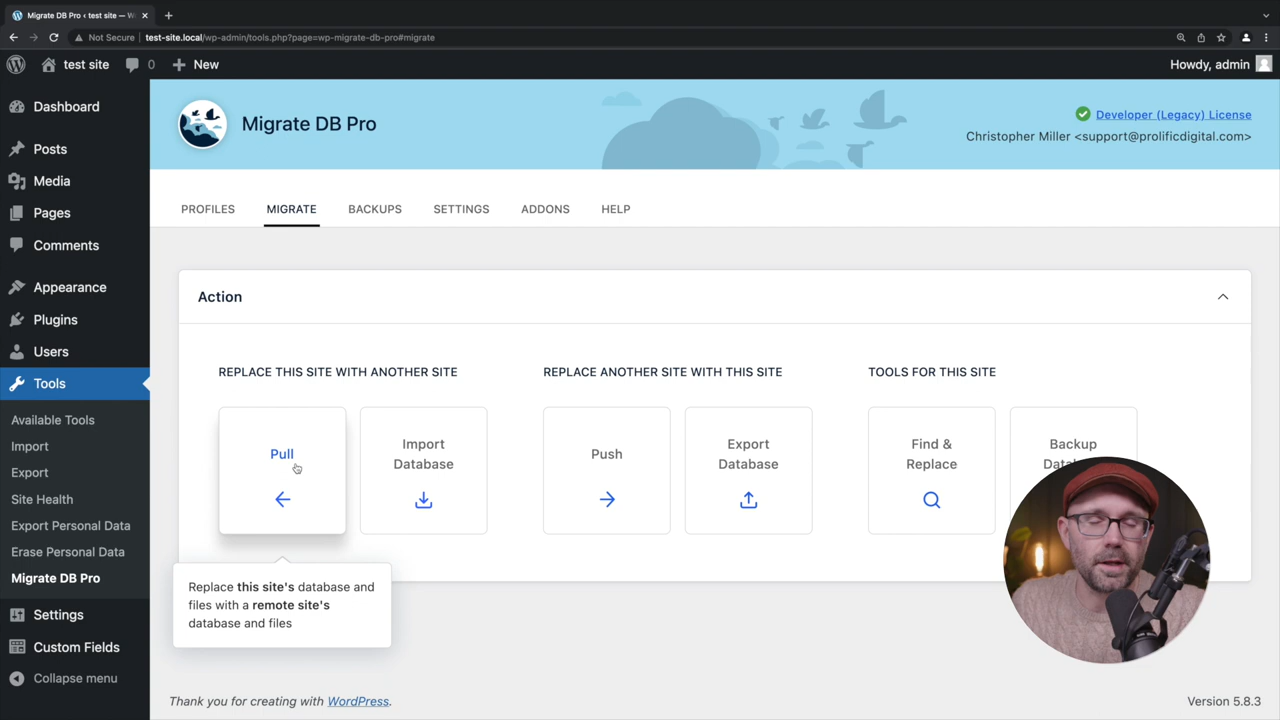 Migrate DB Pro ‹ test site — W
Not Secure
test-site.local/wp-admin/tools.php?page=wp-migrate-db-pro#migrate
test site
0
New
Howdy, admin
Dashboard
Posts
Media
Pages
Comments
Appearance
Plugins
Users
Tools
Available Tools
Import
Export
Site Health
Export Personal Data
Erase Personal Data
Migrate DB Pro
Settings
Custom Fields
Collapse menu
Migrate DB Pro
Developer (Legacy) License
Christopher Miller <support@prolificdigital.com>
PROFILES
MIGRATE
BACKUPS
SETTINGS
ADDONS
HELP
Action
REPLACE THIS SITE WITH ANOTHER SITE
REPLACE ANOTHER SITE WITH THIS SITE
TOOLS FOR THIS SITE
Pull
Import
Database
Push
Export
Database
Find &
Replace
Backup
Replace this site's database and
files with a remote site's
database and files
Thank you for creating with WordPress.
Version 5.8.3